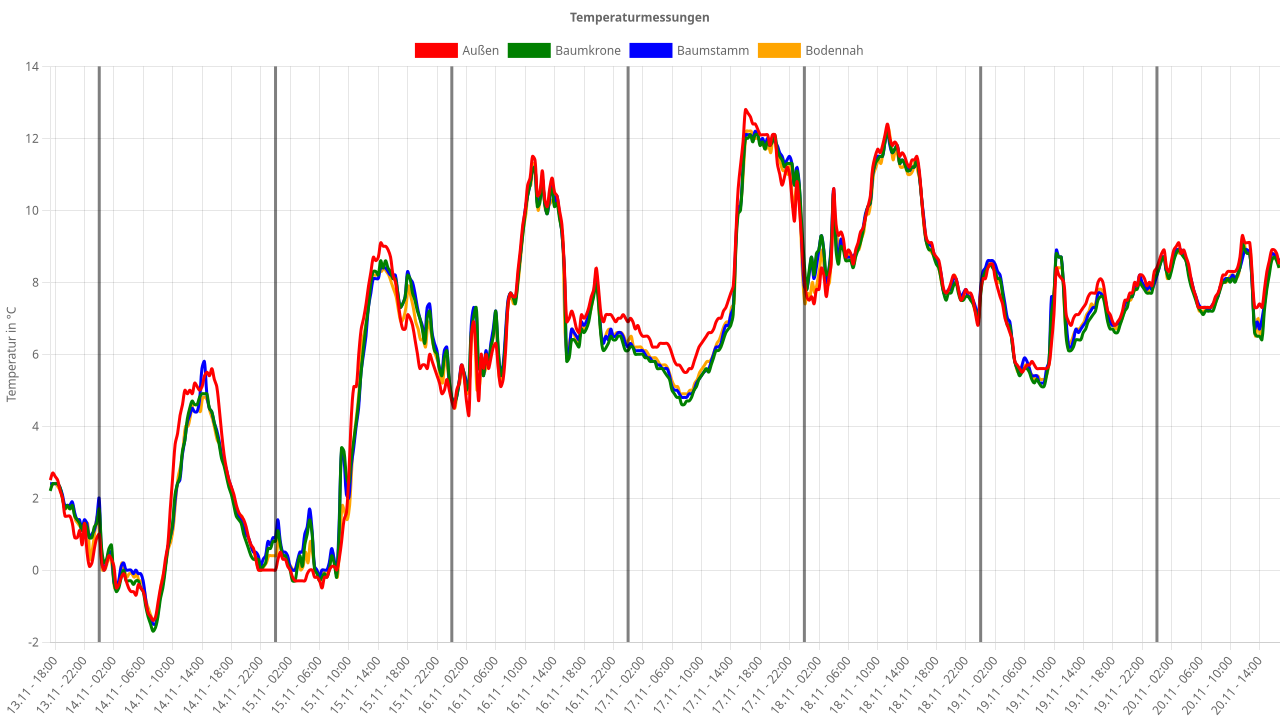 Temperaturmessungen
Außen Baumkrone Baumstamm Bodennah
Temperatur in °C
14
12
10
8
6
4
2
0
-2
13.11 - 18:00
13.11 - 22:00
14.11 - 02:00
14.11 - 06:00
14.11 - 10:00
14.11 - 14:00
14.11 - 18:00
14.11 - 22:00
15.11 - 02:00
15.11 - 06:00
15.11 - 10:00
15.11 - 14:00
15.11 - 18:00
15.11 - 22:00
16.11 - 02:00
16.11 - 06:00
16.11 - 10:00
16.11 - 14:00
16.11 - 18:00
16.11 - 22:00
17.11 - 02:00
17.11 - 06:00
17.11 - 10:00
17.11 - 14:00
17.11 - 18:00
17.11 - 22:00
18.11 - 02:00
18.11 - 06:00
18.11 - 10:00
18.11 - 14:00
18.11 - 18:00
18.11 - 22:00
19.11 - 02:00
19.11 - 06:00
19.11 - 10:00
19.11 - 14:00
19.11 - 18:00
19.11 - 22:00
20.11 - 02:00
20.11 - 06:00
20.11 - 10:00
20.11 - 14:00